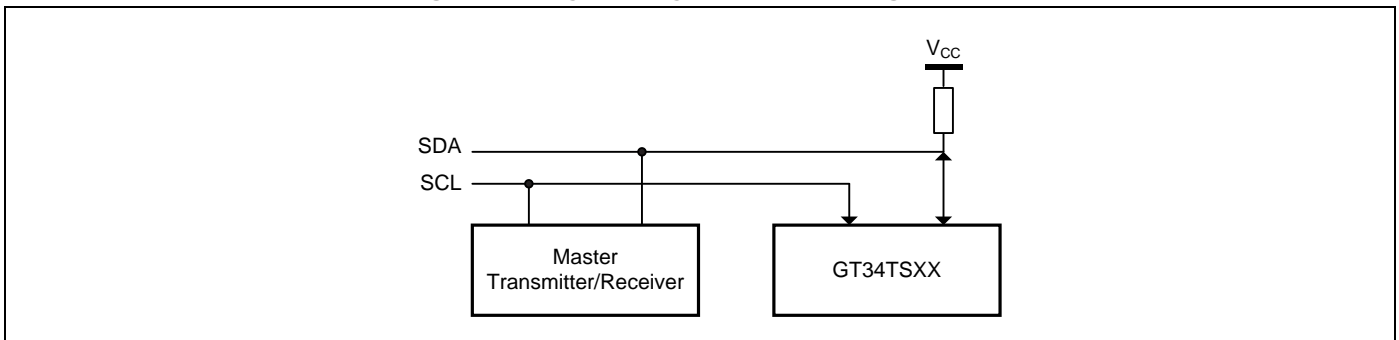 VCC
SDA
SCL
Master
Transmitter/Receiver
GT34TSXX